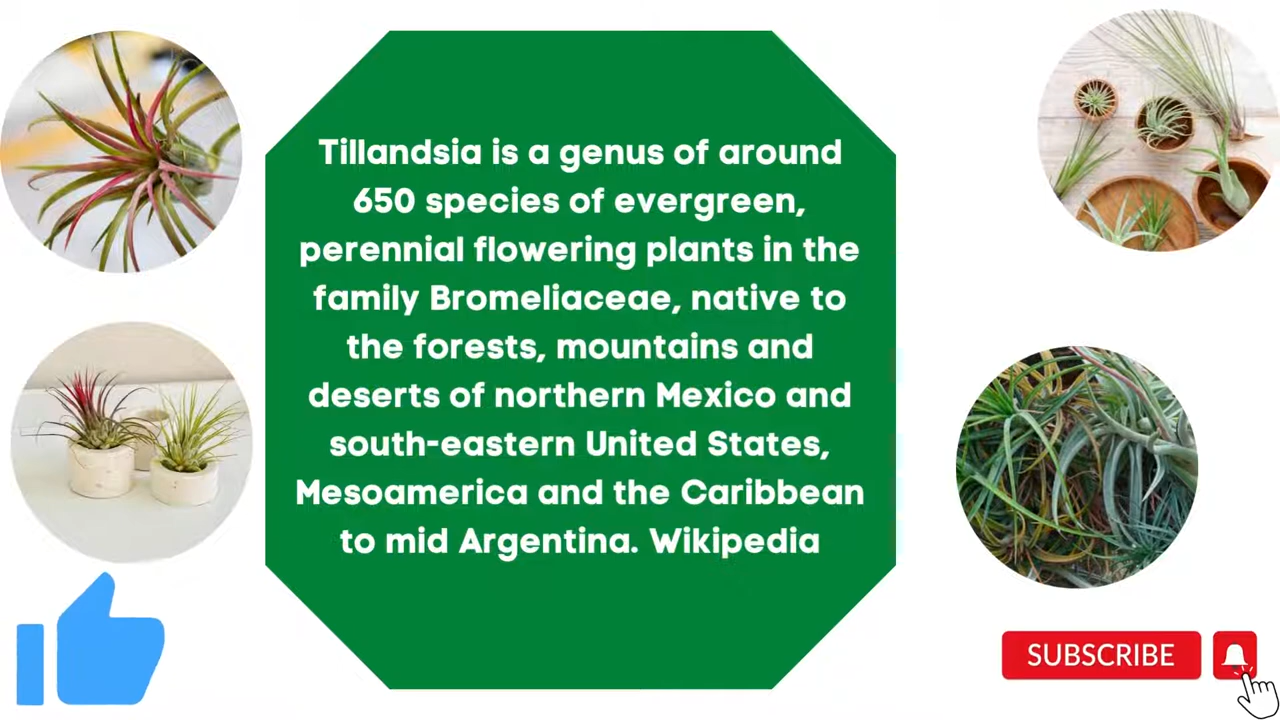 Tillandsia is a genus of around
650 species of evergreen,
perennial flowering plants in the
family Bromeliaceae, native to
the forests, mountains and
deserts of northern Mexico and
south-eastern United States,
Mesoamerica and the Caribbean
to mid Argentina. Wikipedia
SUBSCRIBE